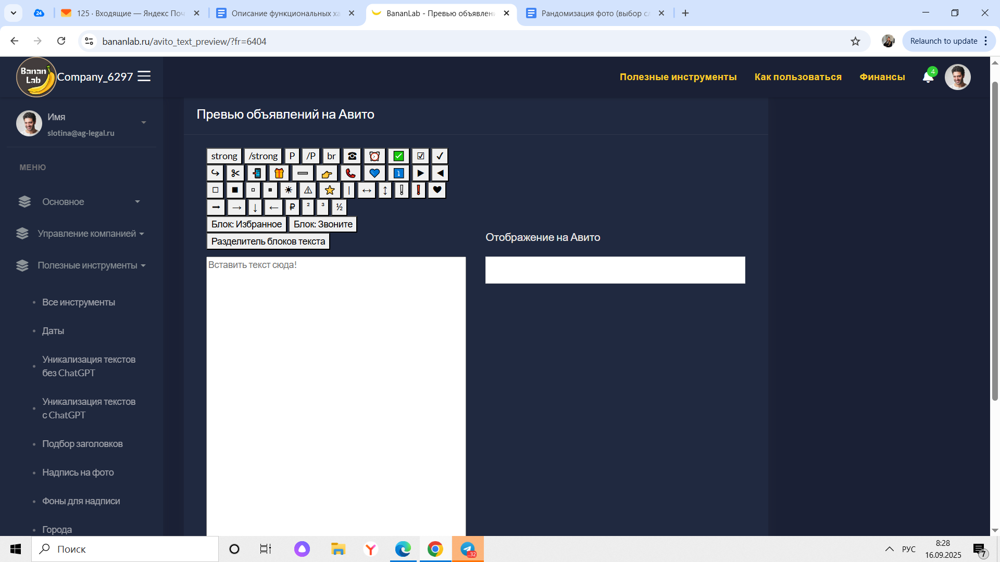 24
125 · Входящие — Яндекс Поч
Описание функциональных ха
BananLab - Превью объявлени
Рандомизация фото (выбор сл
bananlab.ru/avito_text_preview/?fr=6404
Relaunch to update
Banan Lab
Company_6297
Полезные инструменты
Как пользоваться
Финансы
4
Имя
slotina@ag-legal.ru
МЕНЮ
Основное
Управление компанией
Полезные инструменты
Все инструменты
Даты
Уникализация текстов
без ChatGPT
Уникализация текстов
с ChatGPT
Подбор заголовков
Надпись на фото
Фоны для надписи
Города
Превью объявлений на Авито
strong /strong P /P br ☎ ⏰ ✅ ☑ ✓
↪ ✂ 📲 🎁 ➖ 👉 📞 💙 ⤵ ▶ ◀
□ ■ ▫ ▪ ☀ ⚠ ⭐ | ↔ ↕ ❕ ❗ ♥
➞ → ↓ ← ₽ ² ³ ½
Блок: Избранное Блок: Звоните
Разделитель блоков текста
Вставить текст сюда!
Отображение на Авито
Поиск
..32
РУС
8:28
16.09.2025
7